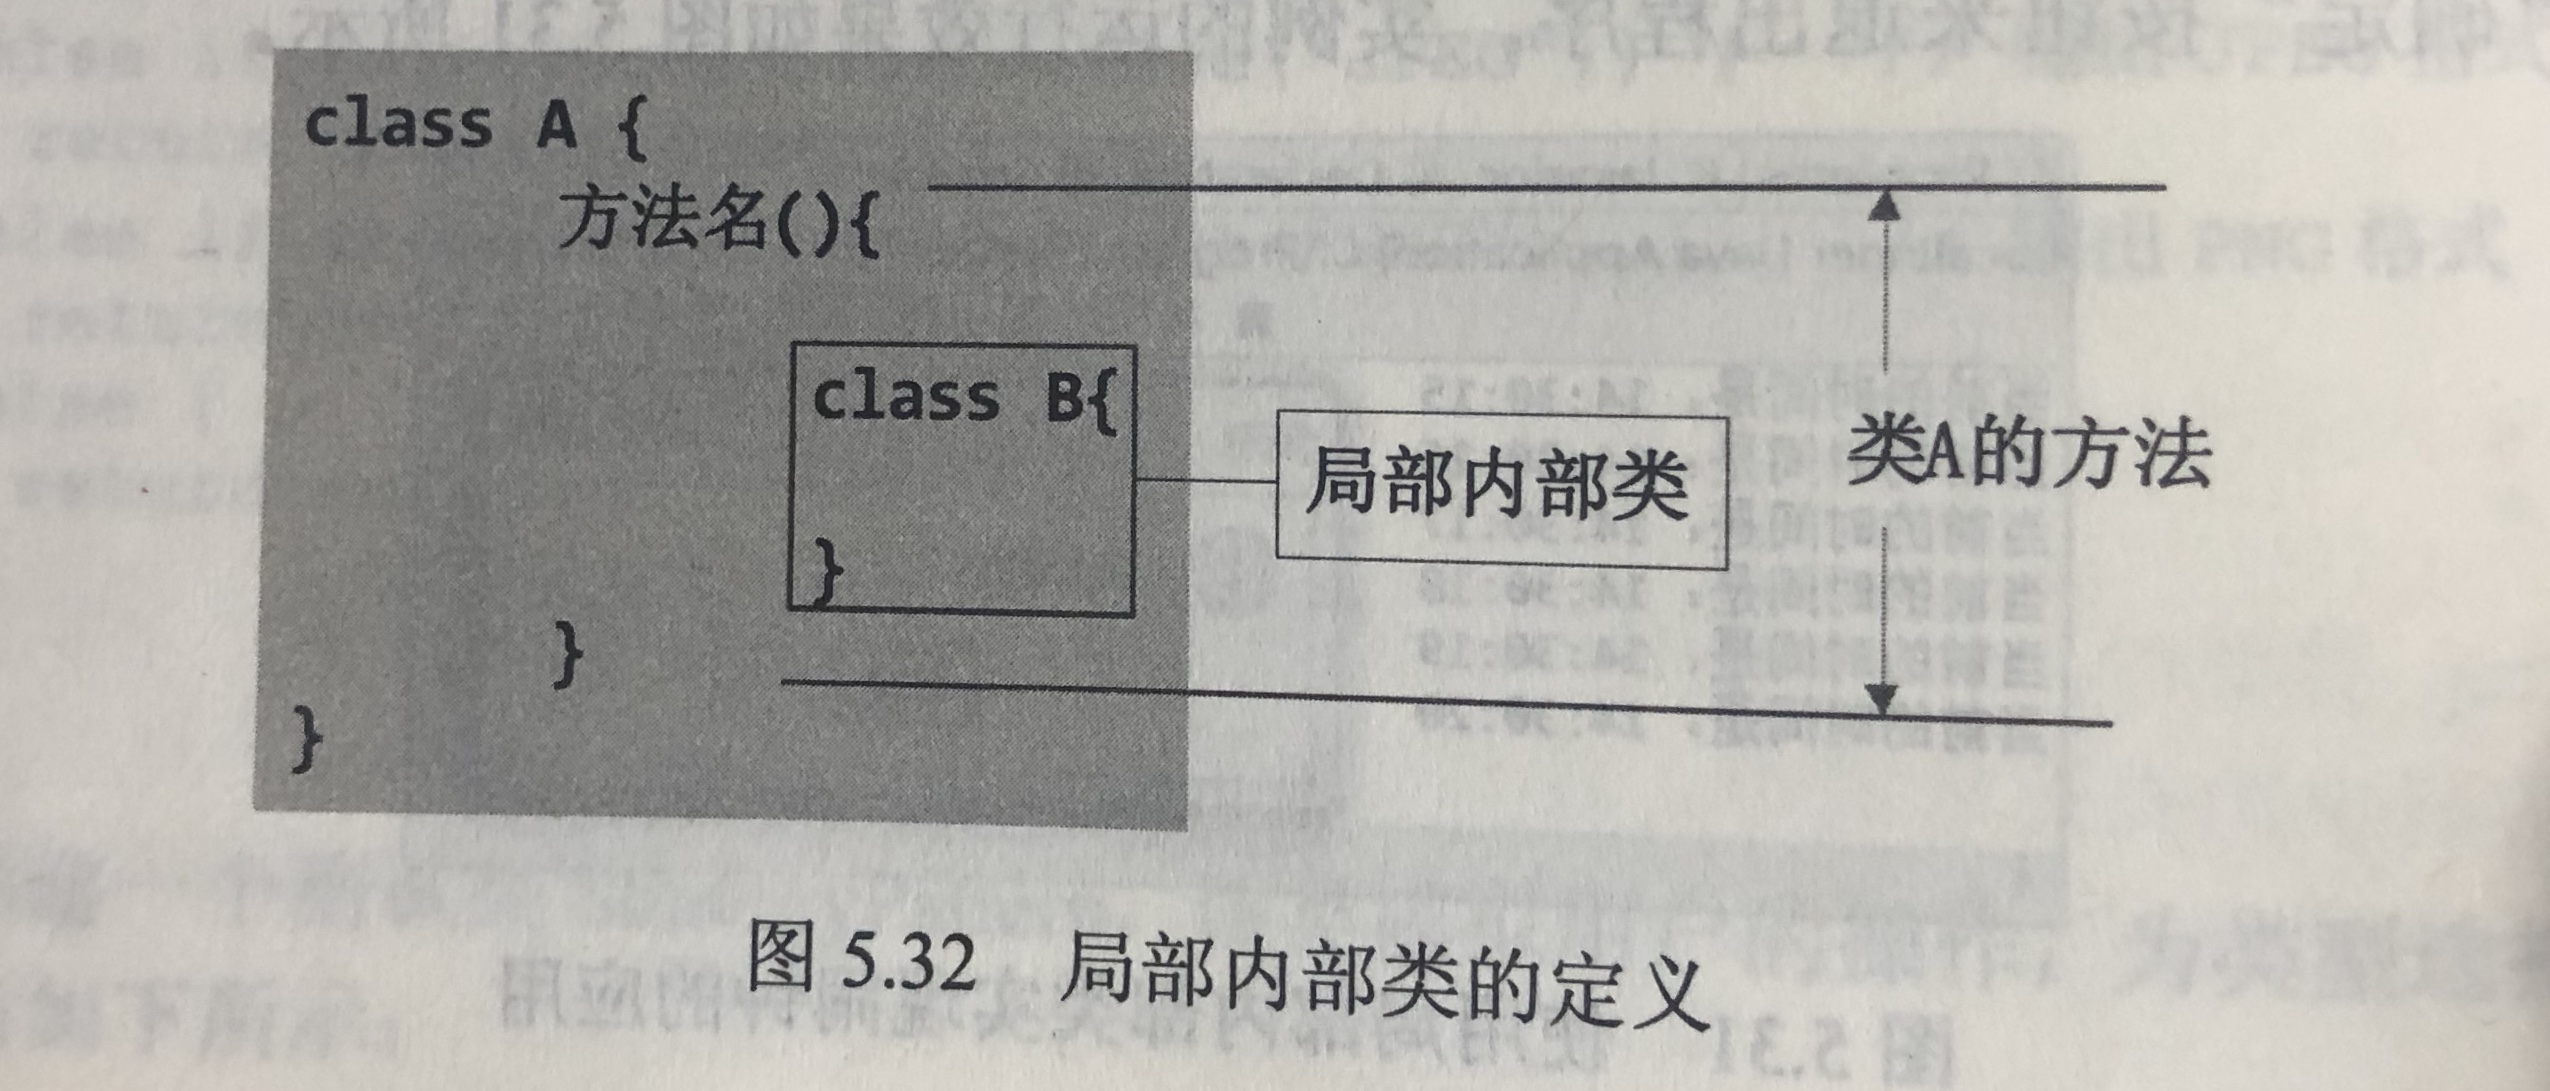 class A {
方法名(){
class B{
}
局部内部类
类A的方法
}
}
图 5.32 局部内部类的定义